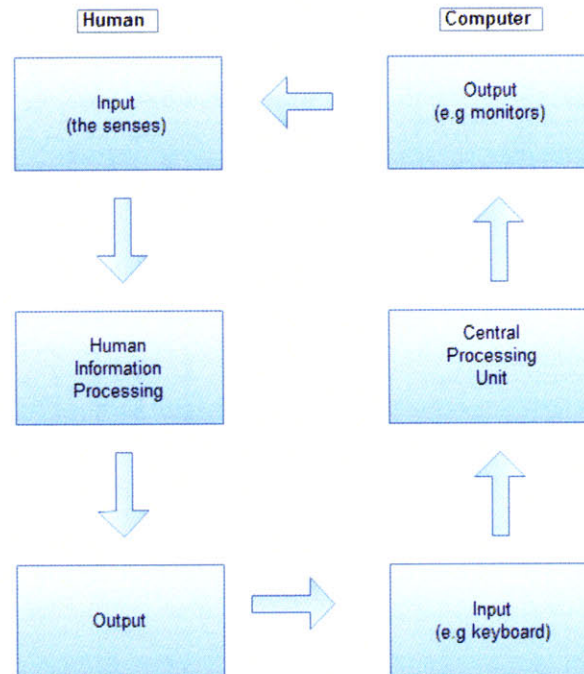 Human
Computer
Input
(the senses)
Output
(e.g monitors)
Human
Information
Processing
Central
Processing
Unit
Output
Input
(e.g keyboard)